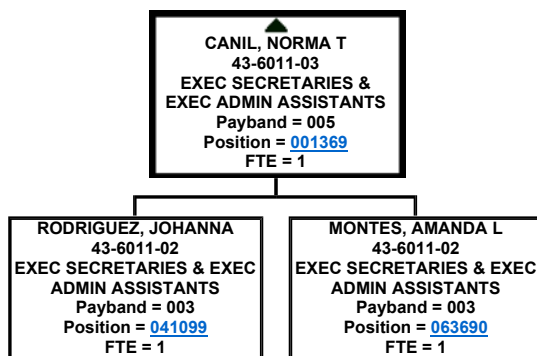 CANIL, NORMA T
43-6011-03
EXEC SECRETARIES &
EXEC ADMIN ASSISTANTS
Payband = 005
Position = 001369
FTE = 1
RODRIGUEZ, JOHANNA
43-6011-02
EXEC SECRETARIES & EXEC
ADMIN ASSISTANTS
Payband = 003
Position = 041099
FTE = 1
MONTES, AMANDA L
43-6011-02
EXEC SECRETARIES & EXEC
ADMIN ASSISTANTS
Payband = 003
Position = 063690
FTE = 1